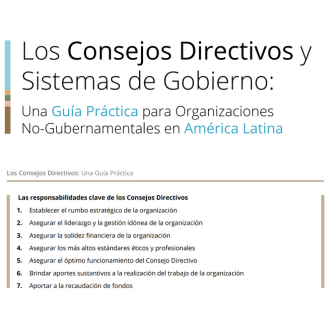 Los Consejos Directivos y
Sistemas de Gobierno:
Una Guía Práctica para Organizaciones
No-Gubernamentales en América Latina
Los Consejos Directivos: Una Guía Práctica
Las responsabilidades clave de los Consejos Directivos
1. Establecer el rumbo estratégico de la organización
2. Asegurar el liderazgo y la gestión idónea de la organización
3. Asegurar la solidez financiera de la organización
4. Asegurar los más altos estándares éticos y profesionales
5. Asegurar el óptimo funcionamiento del Consejo Directivo
6. Brindar aportes sustantivos a la realización del trabajo de la organización
7. Aportar a la recaudación de fondos